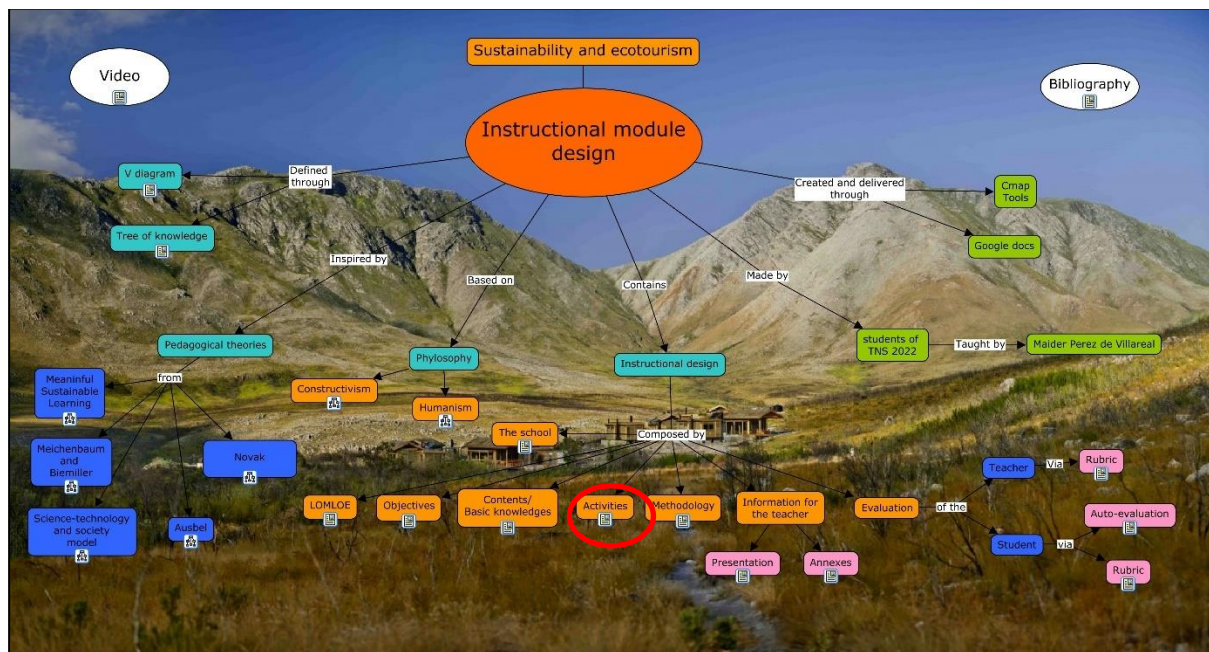 Sustainability and ecotourism
Video
Bibliography
Instructional module
design
V diagram
Defined
through
Created and delivered
through
Cmap
Tools
Tree of knowledge
Google docs
Inspired by
Based on
Contains
Made by
Pedagogical theories
Phylosophy
Instructional design
students of
TNS 2022
Taught by
Maider Perez de Villareal
from
Meaninful
Sustainable
Learning
Constructivism
Humanism
The school
Composed by
Meichenbaum
and
Biemiller
Novak
Teacher
Via
Rubric
LOMLOE
Objectives
Contents/
Basic knowledges
Activities
Methodology
Information for
the teacher
Evaluation
of the
Science-technology
and society
model
Ausbel
Student
via
Auto-evaluation
Presentation
Annexes
Rubric